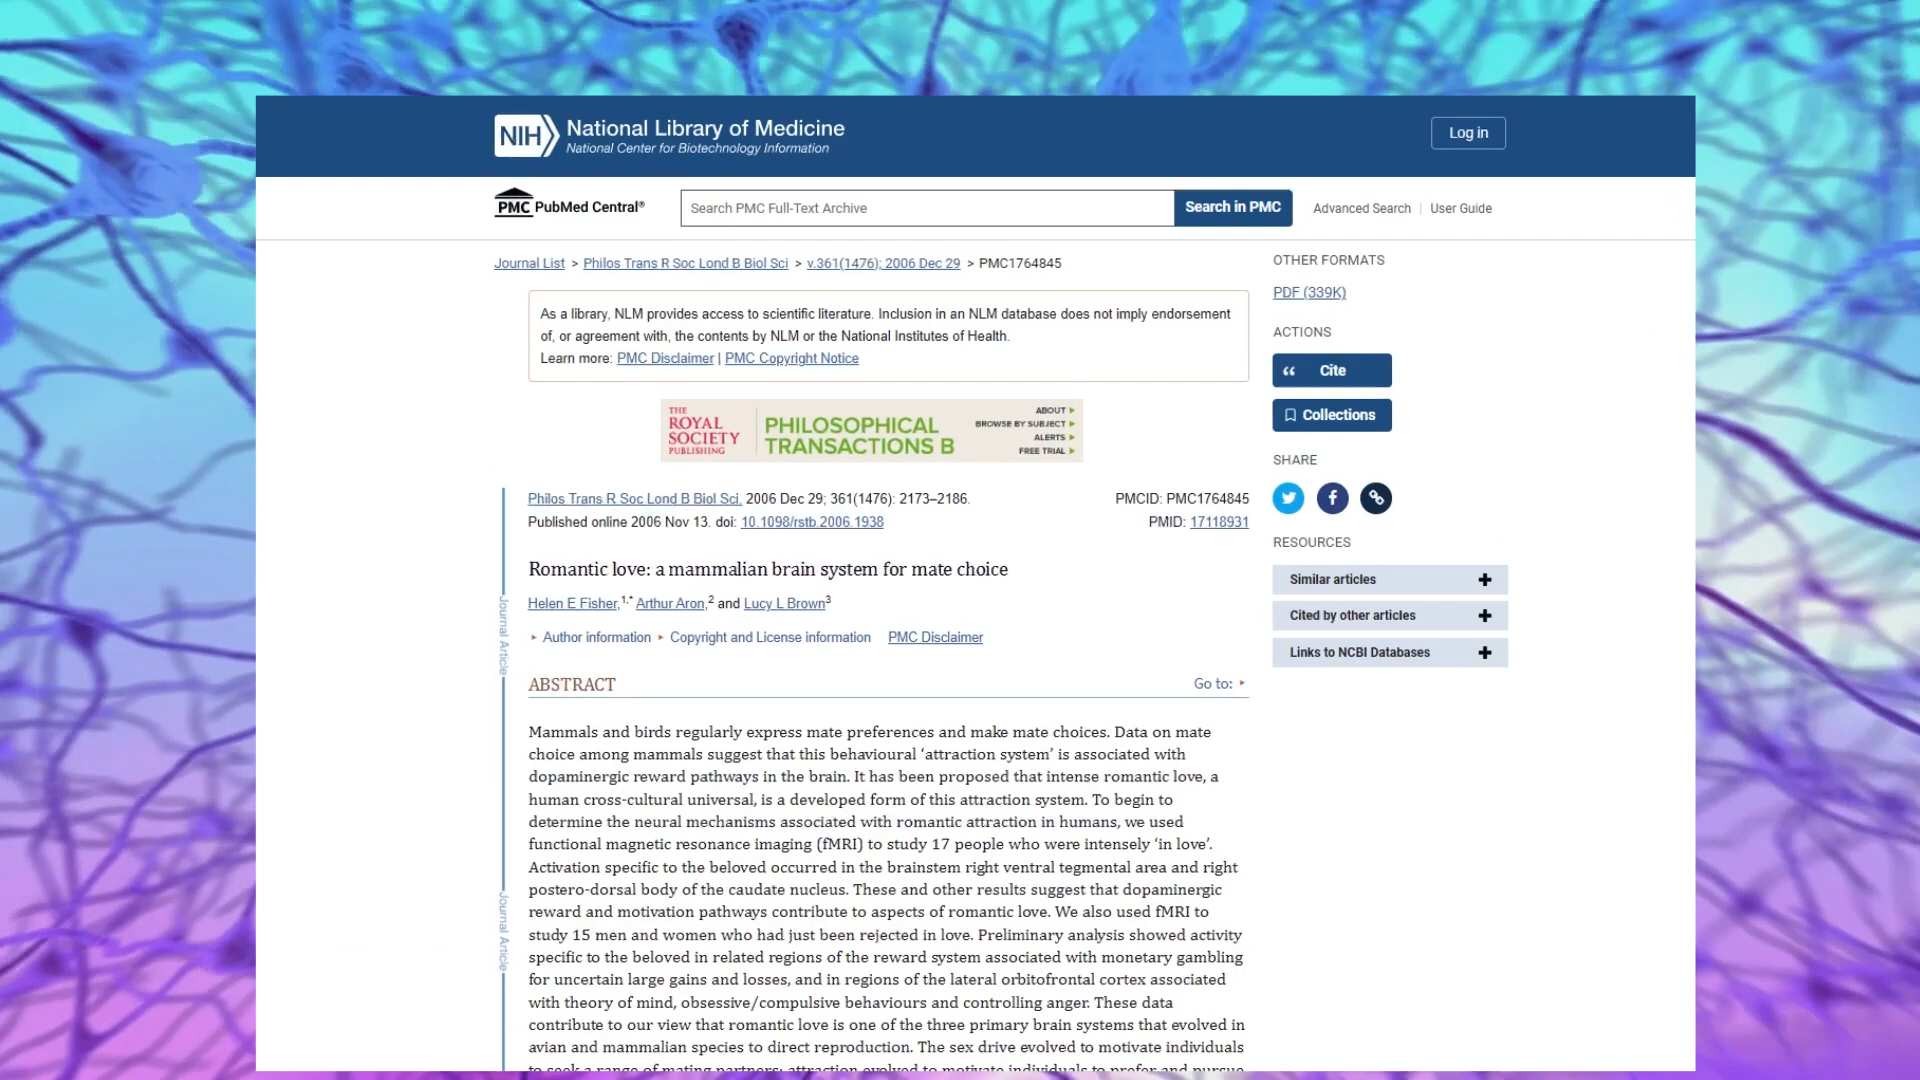 NIH National Library of Medicine
National Center for Biotechnology Information
Log in
PMC PubMed Central®
Search PMC Full-Text Archive
Search in PMC
Advanced Search | User Guide
Journal List > Philos Trans R Soc Lond B Biol Sci > v.361(1476); 2006 Dec 29 > PMC1764845
As a library, NLM provides access to scientific literature. Inclusion in an NLM database does not imply endorsement
of, or agreement with, the contents by NLM or the National Institutes of Health.
Learn more: PMC Disclaimer | PMC Copyright Notice
THE
ROYAL
SOCIETY
PUBLISHING
PHILOSOPHICAL
TRANSACTIONS B
ABOUT
BROWSE BY SUBJECT
ALERTS
FREE TRIAL
Philos Trans R Soc Lond B Biol Sci. 2006 Dec 29; 361(1476): 2173–2186.
PMCID: PMC1764845
Published online 2006 Nov 13. doi: 10.1098/rstb.2006.1938
PMID: 17118931
Romantic love: a mammalian brain system for mate choice
Helen E Fisher,1,* Arthur Aron,2 and Lucy L Brown3
Author information Copyright and License information PMC Disclaimer
ABSTRACT
Go to:
Mammals and birds regularly express mate preferences and make mate choices. Data on mate
choice among mammals suggest that this behavioural ‘attraction system’ is associated with
dopaminergic reward pathways in the brain. It has been proposed that intense romantic love, a
human cross-cultural universal, is a developed form of this attraction system. To begin to
determine the neural mechanisms associated with romantic attraction in humans, we used
functional magnetic resonance imaging (fMRI) to study 17 people who were intensely ‘in love’.
Activation specific to the beloved occurred in the brainstem right ventral tegmental area and right
postero-dorsal body of the caudate nucleus. These and other results suggest that dopaminergic
reward and motivation pathways contribute to aspects of romantic love. We also used fMRI to
study 15 men and women who had just been rejected in love. Preliminary analysis showed activity
specific to the beloved in related regions of the reward system associated with monetary gambling
for uncertain large gains and losses, and in regions of the lateral orbitofrontal cortex associated
with theory of mind, obsessive/compulsive behaviours and controlling anger. These data
contribute to our view that romantic love is one of the three primary brain systems that evolved in
avian and mammalian species to direct reproduction. The sex drive evolved to motivate individuals
to seek a range of mating partners; attraction evolved to motivate individuals to prefer and pursue
Journal Article
Journal Article
OTHER FORMATS
PDF (339K)
ACTIONS
Cite
Collections
SHARE
RESOURCES
Similar articles
Cited by other articles
Links to NCBI Databases